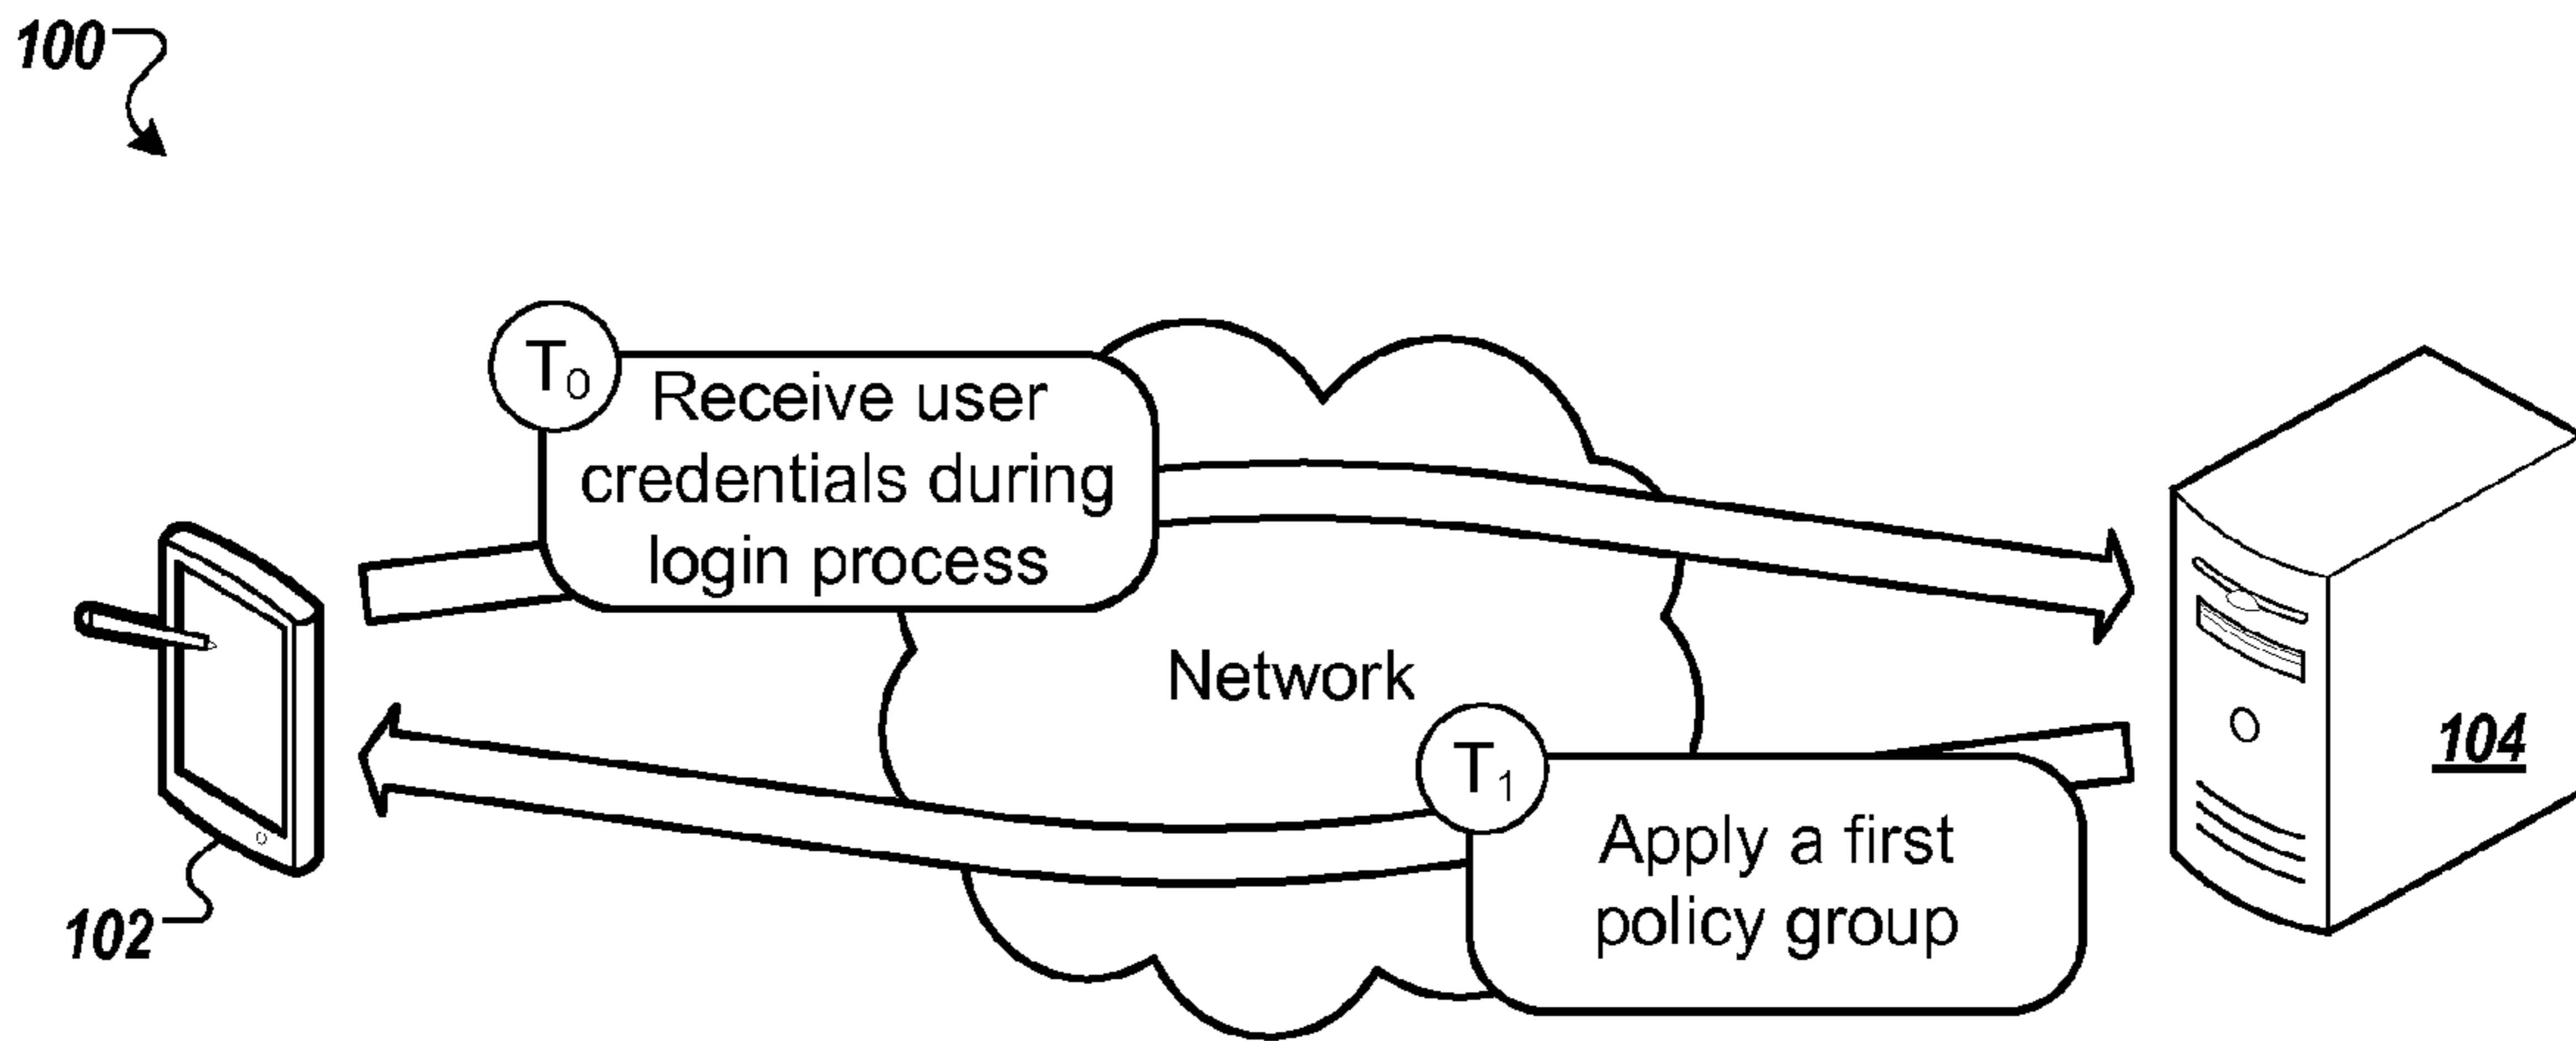 100
T₀
Receive user
credentials during
login process
Network
T₁
Apply a first
policy group
104
102